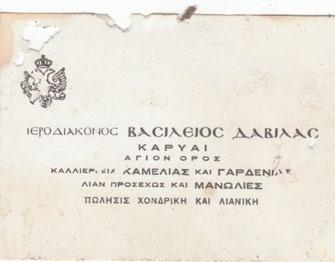 ΙΕΡΟΔΙΑΚΟΝΟΣ ΒΑΣΙΛΕΙΟΣ ΔΑΒΙΛΑΣ
ΚΑΡΥΑΙ
ΑΓΙΟΝ ΟΡΟΣ
ΚΑΜΕΛΙΑΣ ΚΑΙ ΓΑΡΔΕΝΙΑΣ
ΛΙΑΝ ΠΡΟΣΕΧΩΣ ΚΑΙ ΜΑΝΩΛΙΕΣ
ΠΩΛΗΣΙΣ ΧΟΝΔΡΙΚΗ ΚΑΙ ΛΙΑΝΙΚΗ